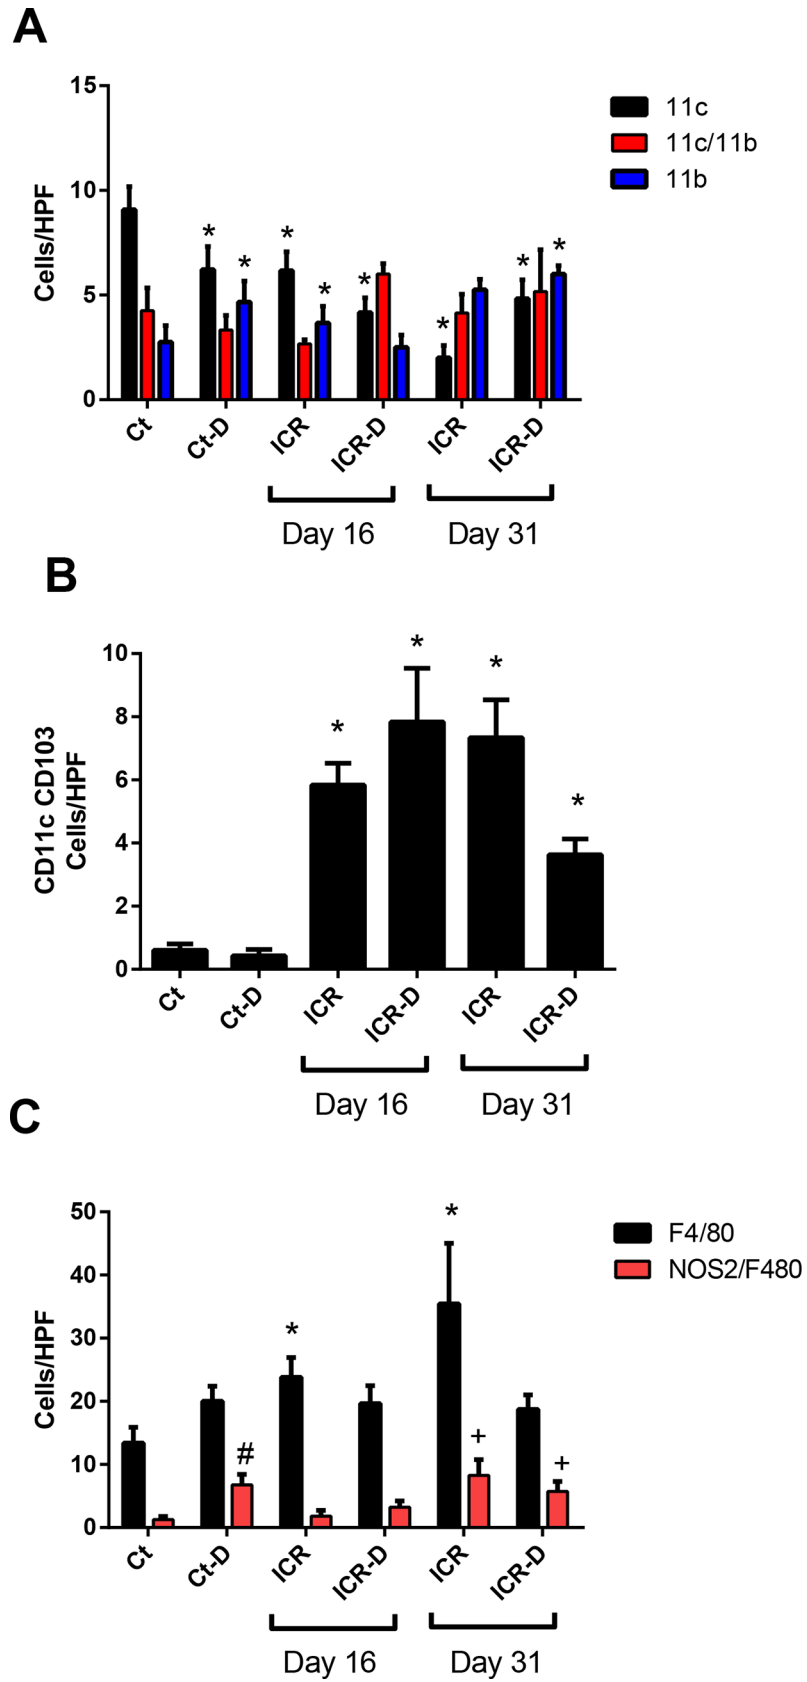 A
15
10
5
0
Cells/HPF
11c
11c/11b
11b
* * * * * * * * *
Ct
Ct-D
ICR
ICR-D
ICR
ICR-D
Day 16
Day 31
B
10
8
6
4
2
0
CD11c CD103
Cells/HPF
* * * *
Ct
Ct-D
ICR
ICR-D
ICR
ICR-D
Day 16
Day 31
C
50
40
30
20
10
0
Cells/HPF
F4/80
NOS2/F480
# * * + +
Ct
Ct-D
ICR
ICR-D
ICR
ICR-D
Day 16
Day 31